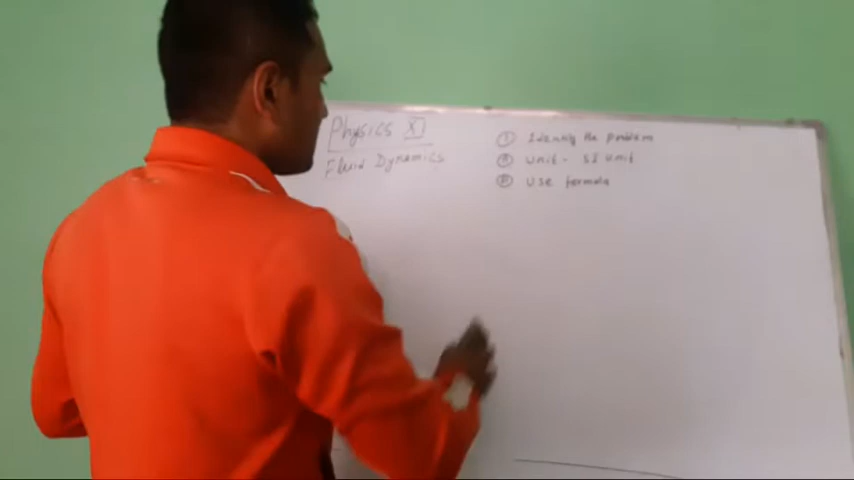 Physics XI
Fluid Dynamics
① Identify the problem
② Unit - SI Unit
③ Use formula